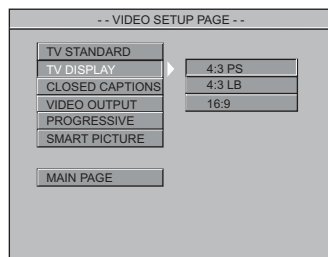 - - VIDEO SETUP PAGE - -
TV STANDARD
TV DISPLAY
CLOSED CAPTIONS
VIDEO OUTPUT
PROGRESSIVE
SMART PICTURE
MAIN PAGE
4:3 PS
4:3 LB
16:9